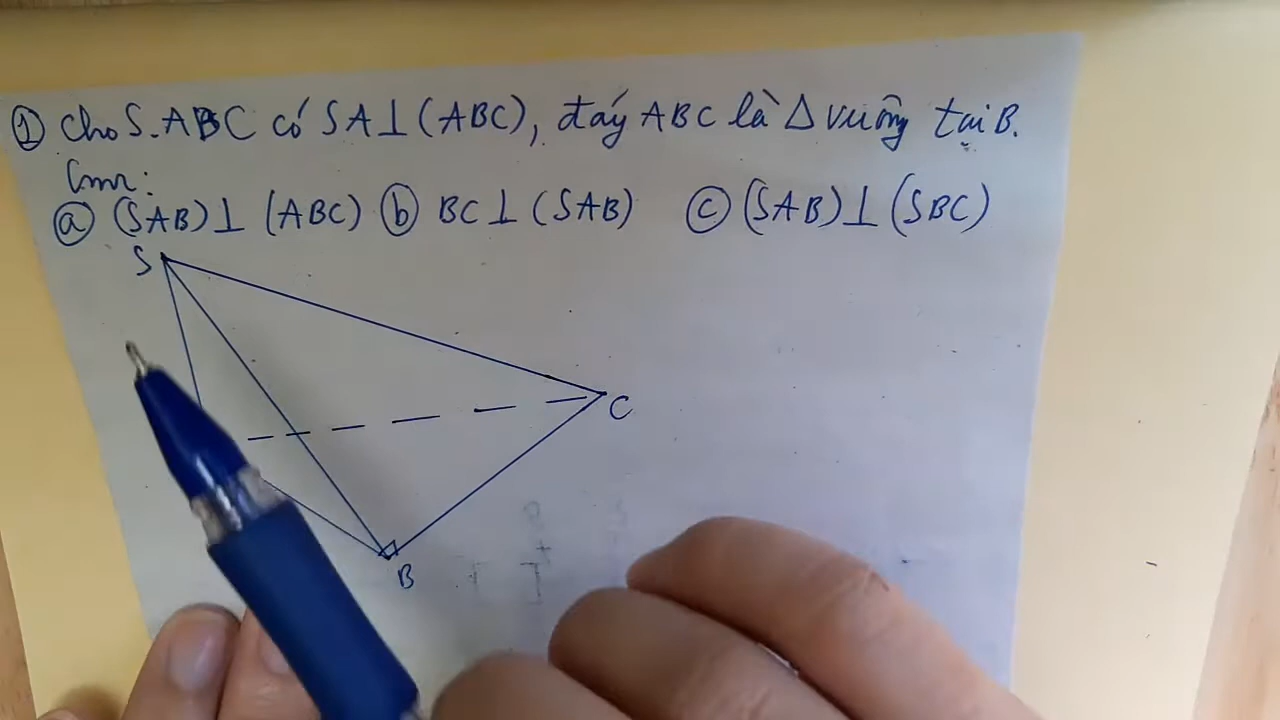 ① Cho S.ABC có SA⊥(ABC), đáy ABC là Δ vuông tại B.
Cmr:
ⓐ (SAB)⊥ (ABC) ⓑ BC⊥(SAB) ⓒ (SAB)⊥(SBC)
S
C
B